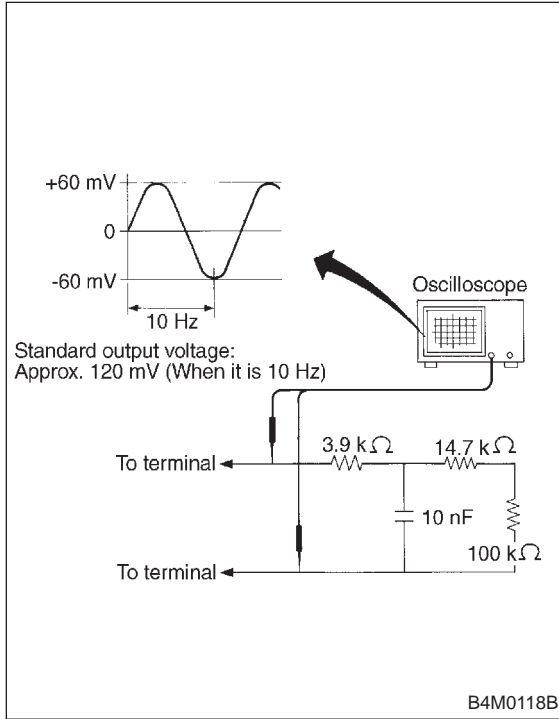 +60 mV
0
-60 mV
10 Hz
Oscilloscope
Standard output voltage:
Approx. 120 mV (When it is 10 Hz)
3.9 kΩ
14.7 kΩ
To terminal
10 nF
100 kΩ
To terminal
B4M0118B